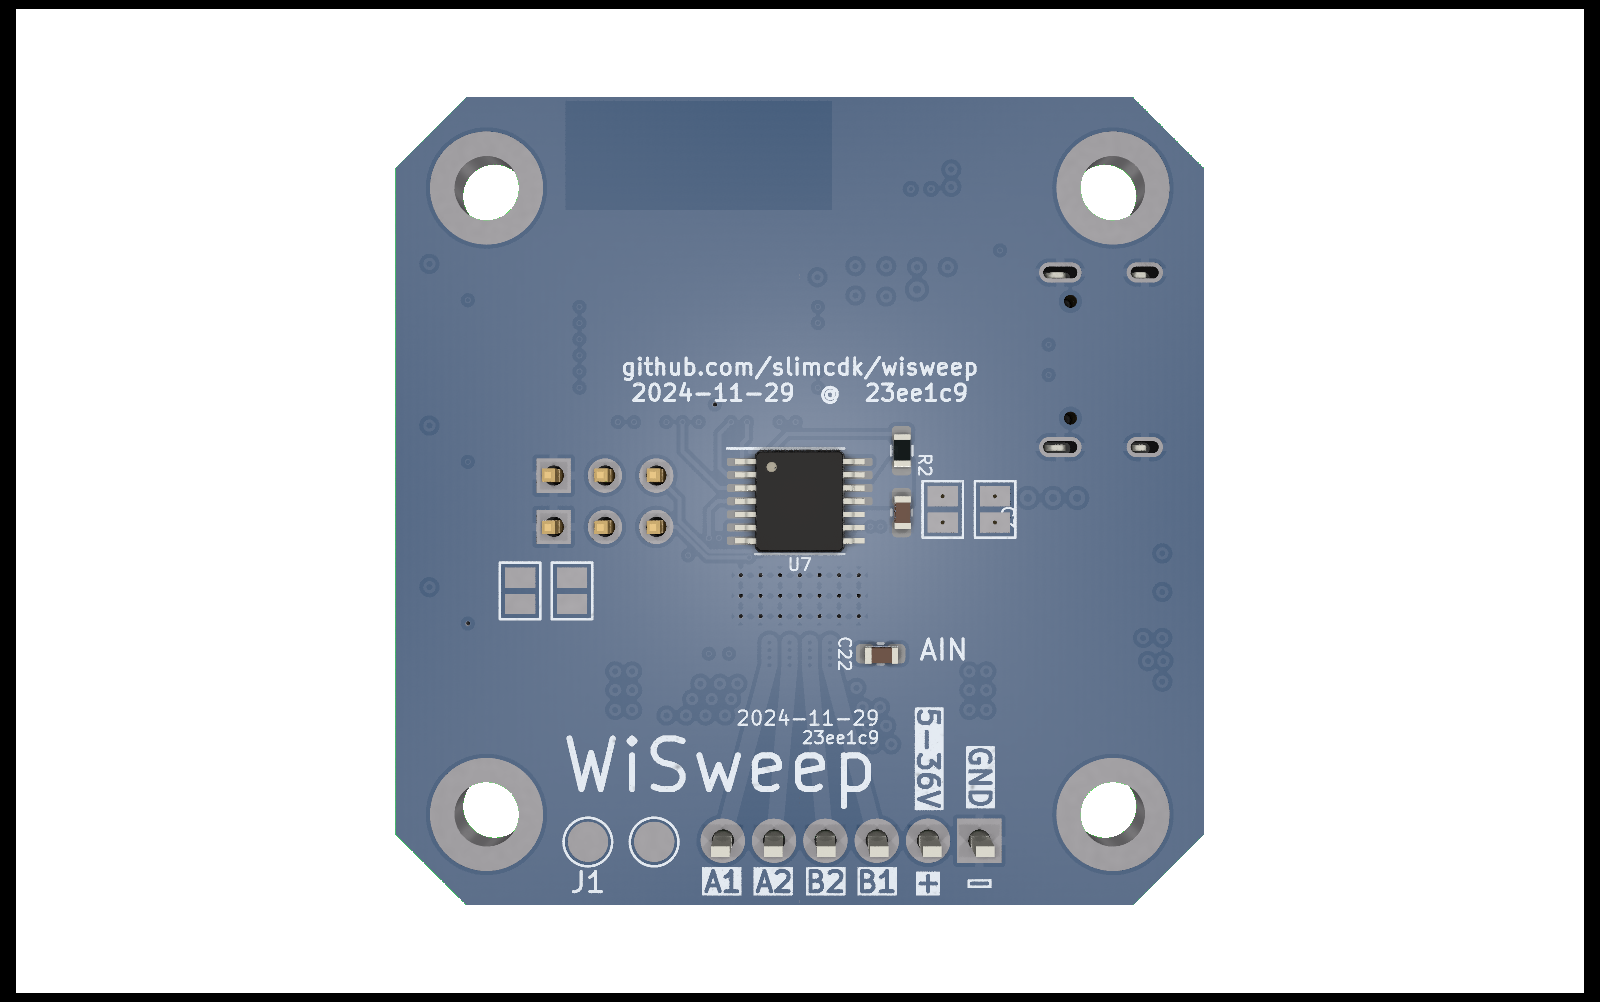 github.com/slimcdk/wisweep
2024-11-29 @ 23ee1c9
R2
U7
C22
AIN
2024-11-29
23ee1c9
WiSweep
5-36V
GND
J1
A1 A2 B2 B1 + -